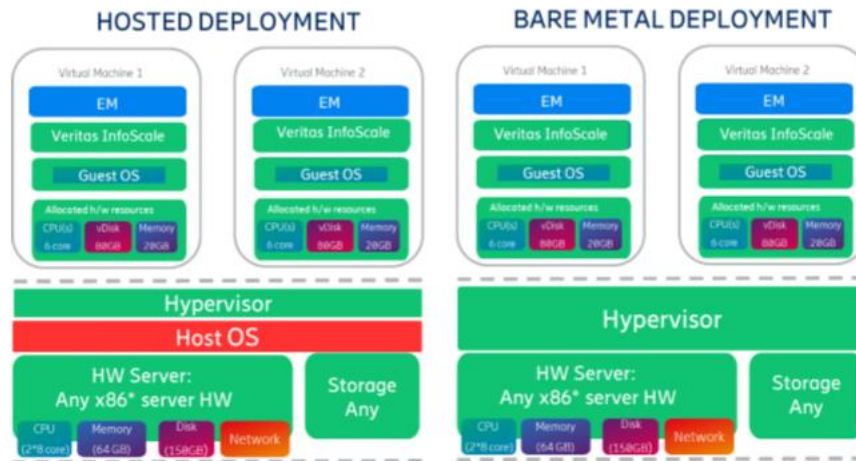 HOSTED DEPLOYMENT
Virtual Machine 1
EM
Veritas InfoScale
Guest OS
Allocated h/w resources
CPU(s)
6 core
vDisk
80GB
Memory
20GB
Virtual Machine 2
EM
Veritas InfoScale
Guest OS
Allocated h/w resources
CPU(s)
6 core
vDisk
80GB
Memory
20GB
Hypervisor
Host OS
HW Server:
Any x86* server HW
CPU
(2*8 core)
Memory
(64GB)
Disk
(150GB)
Network
Storage
Any
BARE METAL DEPLOYMENT
Virtual Machine 1
EM
Veritas InfoScale
Guest OS
Allocated h/w resources
CPU(s)
6 core
vDisk
80GB
Memory
20GB
Virtual Machine 2
EM
Veritas InfoScale
Guest OS
Allocated h/w resources
CPU(s)
6 core
vDisk
80GB
Memory
20GB
Hypervisor
HW Server:
Any x86* server HW
CPU
(2*8 core)
Memory
(64GB)
Disk
(150GB)
Network
Storage
Any